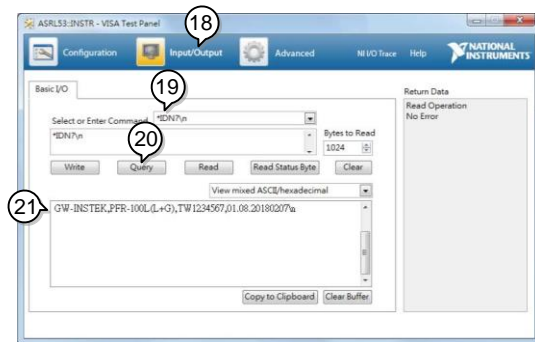 ASRL53::INSTR - VISA Test Panel
18
Configuration
Input/Output
Advanced
NI I/O Trace
Help
NATIONAL
INSTRUMENTS
Basic I/O
Return Data
Read Operation
No Error
19
Select or Enter Command
*IDN?\n
*IDN?\n
Bytes to Read
1024
20
Write
Query
Read
Read Status Byte
Clear
View mixed ASCII/hexadecimal
21
GW-INSTEK,PFR-100L(L+G),TW1234567,01.08.20180207\n
Copy to Clipboard
Clear Buffer